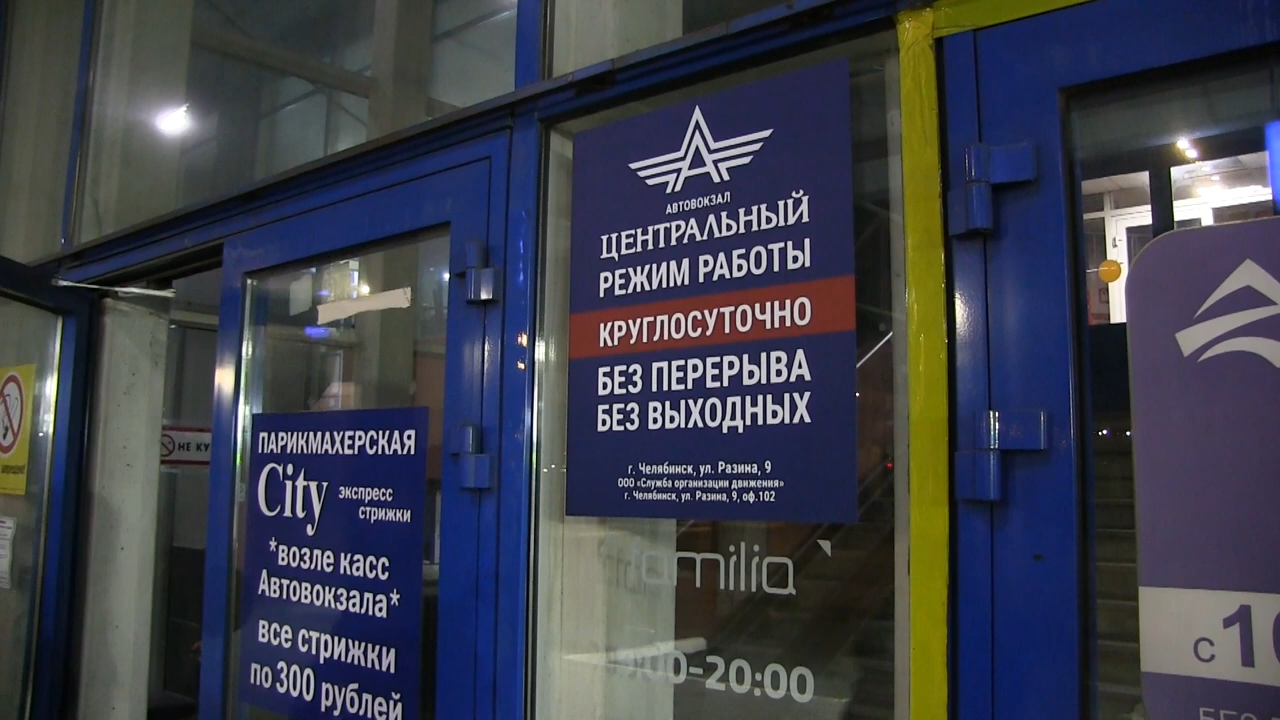 АВТОВОКЗАЛ
ЦЕНТРАЛЬНЫЙ
РЕЖИМ РАБОТЫ
КРУГЛОСУТОЧНО
БЕЗ ПЕРЕРЫВА
БЕЗ ВЫХОДНЫХ
г. Челябинск, ул. Разина, 9
ООО «Служба организации движения»
г. Челябинск, ул. Разина, 9, оф.102
ПАРИКМАХЕРСКАЯ
City
экспресс
стрижки
*возле касс
Автовокзала*
все стрижки
по 300 рублей
НЕ
familia
20:00
с